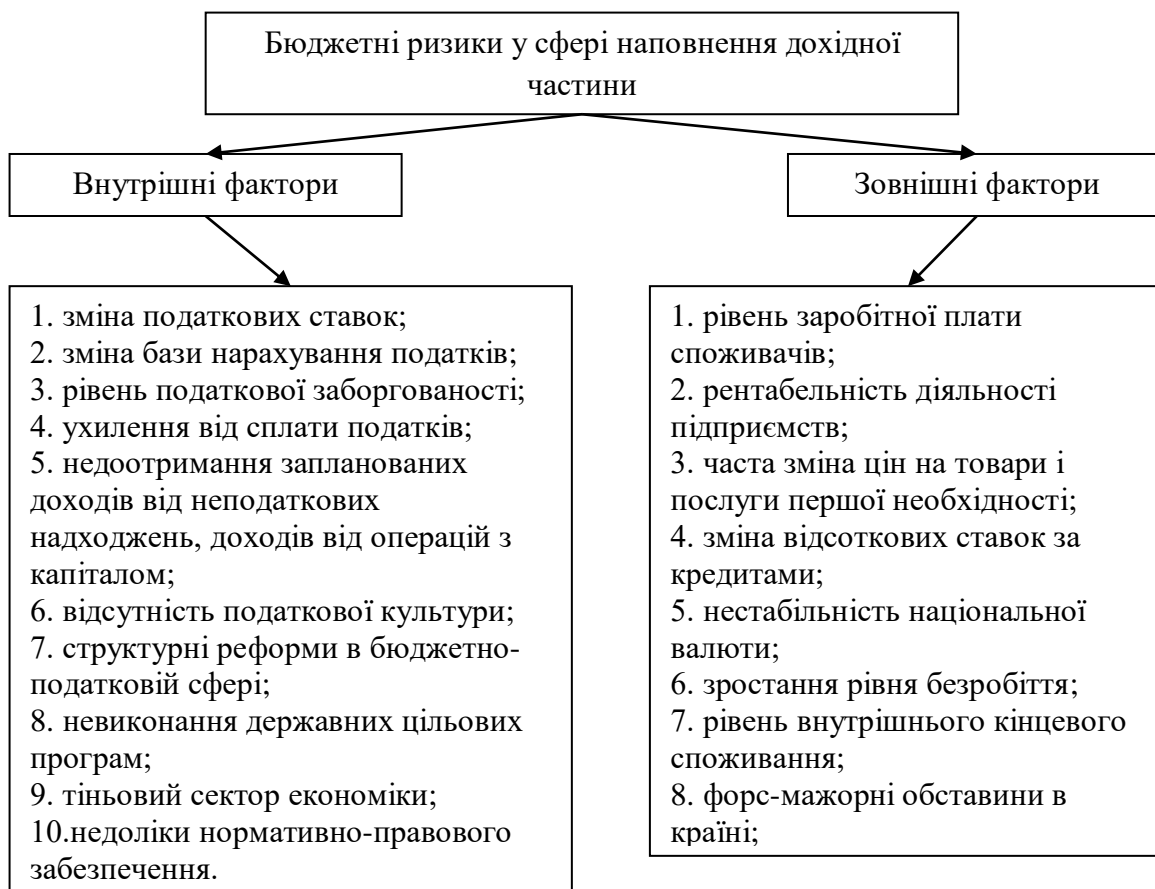 Бюджетні ризики у сфері наповнення дохідної
частини
Внутрішні фактори
Зовнішні фактори
1. зміна податкових ставок;
2. зміна бази нарахування податків;
3. рівень податкової заборгованості;
4. ухилення від сплати податків;
5. недоотримання запланованих
доходів від неподаткових
надходжень, доходів від операцій з
капіталом;
6. відсутність податкової культури;
7. структурні реформи в бюджетно-
податковій сфері;
8. невиконання державних цільових
програм;
9. тіньовий сектор економіки;
10.недоліки нормативно-правового
забезпечення.
1. рівень заробітної плати
споживачів;
2. рентабельність діяльності
підприємств;
3. часта зміна цін на товари і
послуги першої необхідності;
4. зміна відсоткових ставок за
кредитами;
5. нестабільність національної
валюти;
6. зростання рівня безробіття;
7. рівень внутрішнього кінцевого
споживання;
8. форс-мажорні обставини в
країні;